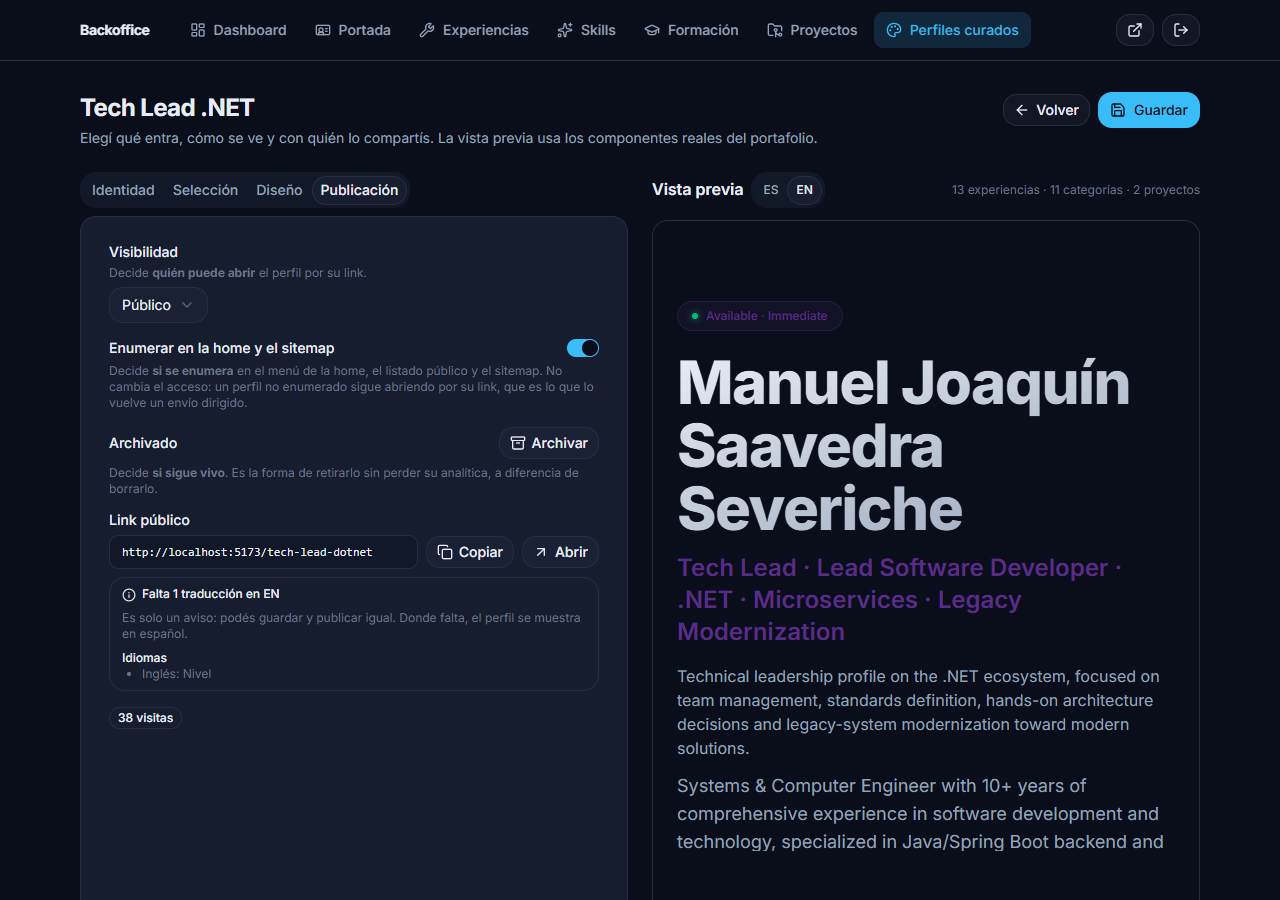 Backoffice
Dashboard
Portada
Experiencias
Skills
Formación
Proyectos
Perfiles curados
Tech Lead .NET
Elegí qué entra, cómo se ve y con quién lo compartís. La vista previa usa los componentes reales del portafolio.
Volver
Guardar
Identidad
Selección
Diseño
Publicación
Visibilidad
Decide quién puede abrir el perfil por su link.
Público
Enumerar en la home y el sitemap
Decide si se enumera en el menú de la home, el listado público y el sitemap. No
cambia el acceso: un perfil no enumerado sigue abriendo por su link, que es lo que lo
vuelve un envío dirigido.
Archivado
Archivar
Decide si sigue vivo. Es la forma de retirarlo sin perder su analítica, a diferencia de
borrarlo.
Link público
http://localhost:5173/tech-lead-dotnet
Copiar
Abrir
Falta 1 traducción en EN
Es solo un aviso: podés guardar y publicar igual. Donde falta, el perfil se muestra
en español.
Idiomas
• Inglés: Nivel
38 visitas
Vista previa
ES
EN
13 experiencias · 11 categorias · 2 proyectos
Available · Immediate
Manuel Joaquín
Saavedra
Severiche
Tech Lead · Lead Software Developer ·
.NET · Microservices · Legacy
Modernization
Technical leadership profile on the .NET ecosystem, focused on
team management, standards definition, hands-on architecture
decisions and legacy-system modernization toward modern
solutions.
Systems & Computer Engineer with 10+ years of
comprehensive experience in software development and
technology, specialized in Java/Spring Boot backend and